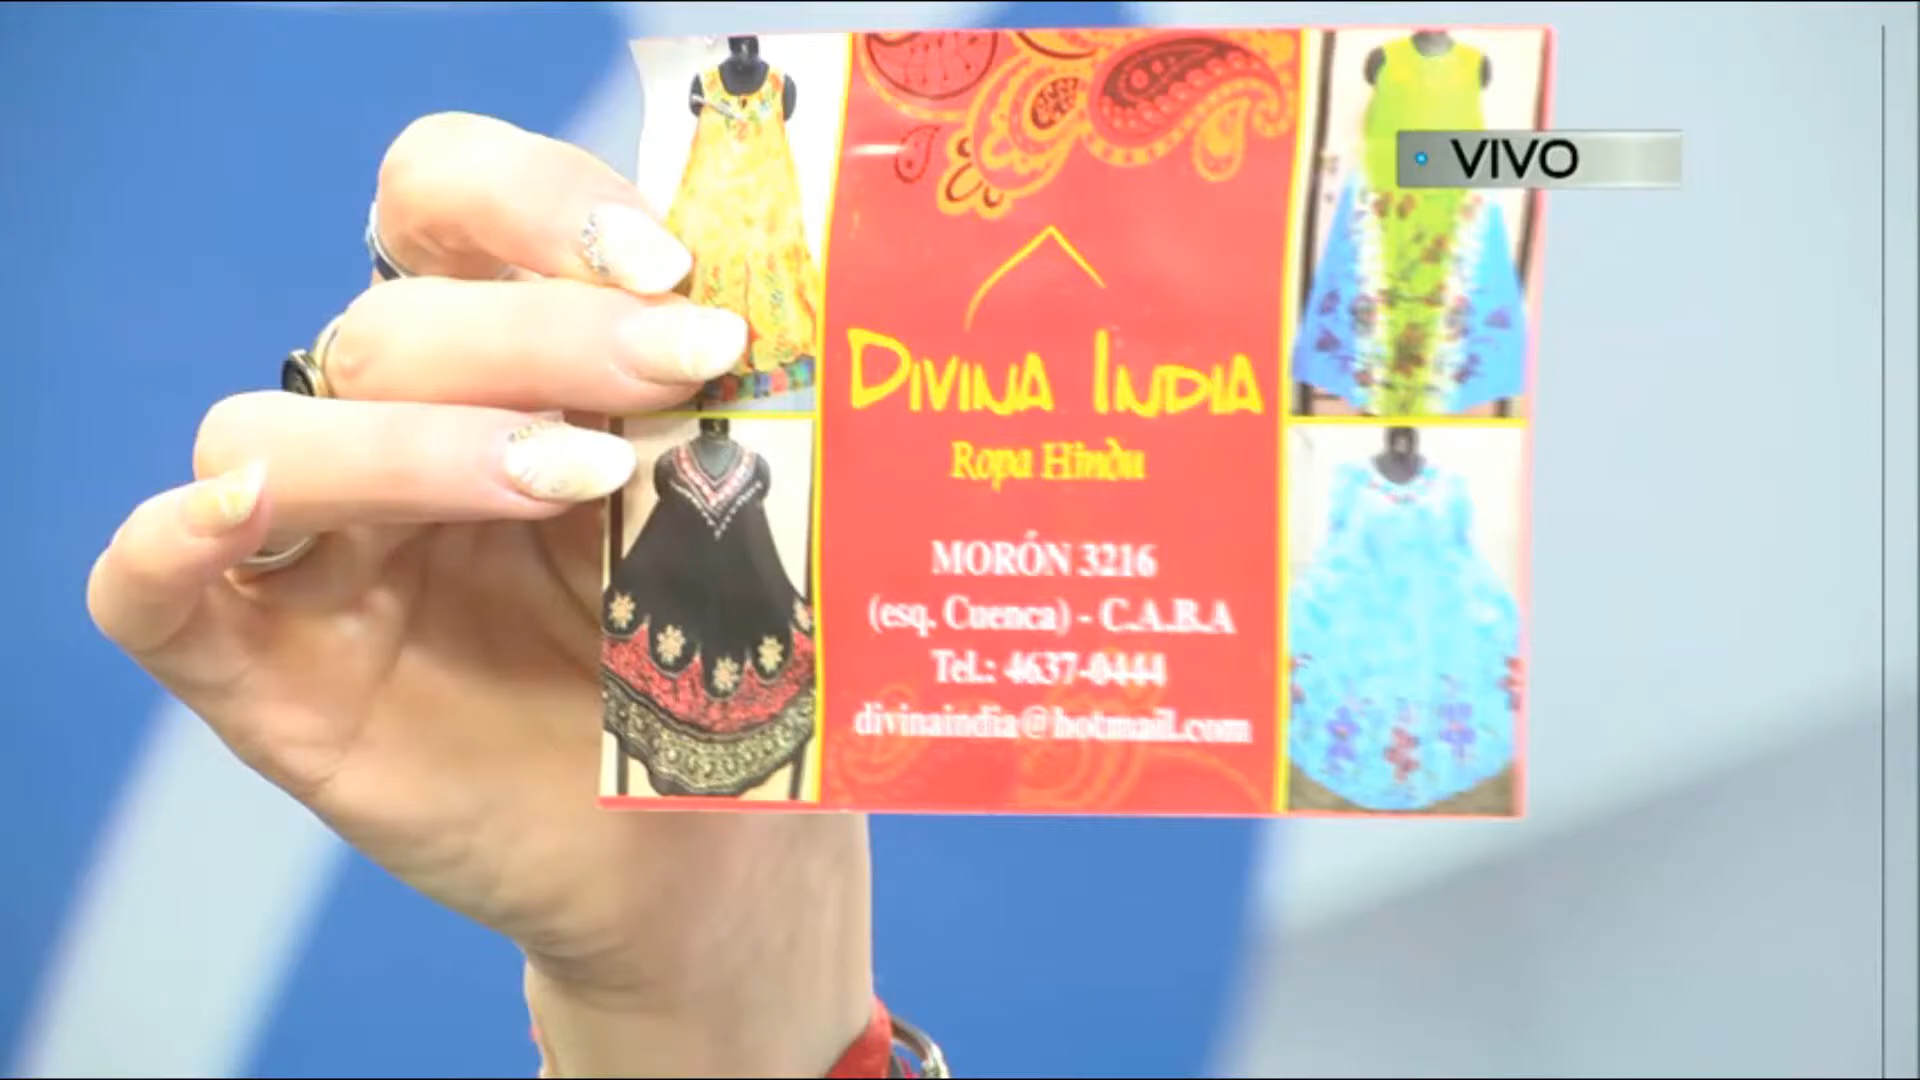 VIVO
DIVINA INDIA
Ropa Hindu
MORÓN 3216
(esq. Cuenca) - C.A.B.A
Tel.: 4637-0444
divinaindia@hotmail.com